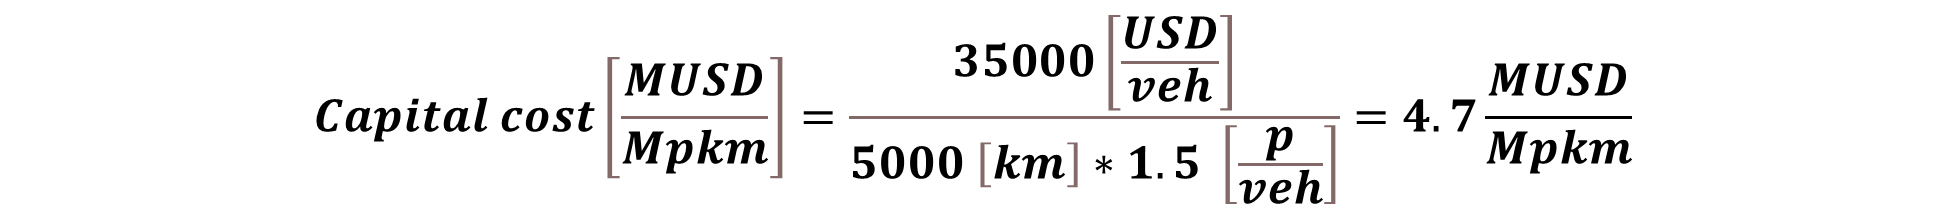 Capital cost [MUSD/Mpkm] = 35000 [USD/veh] / 5000 [km] * 1.5 [p/veh] = 4.7 MUSD/Mpkm